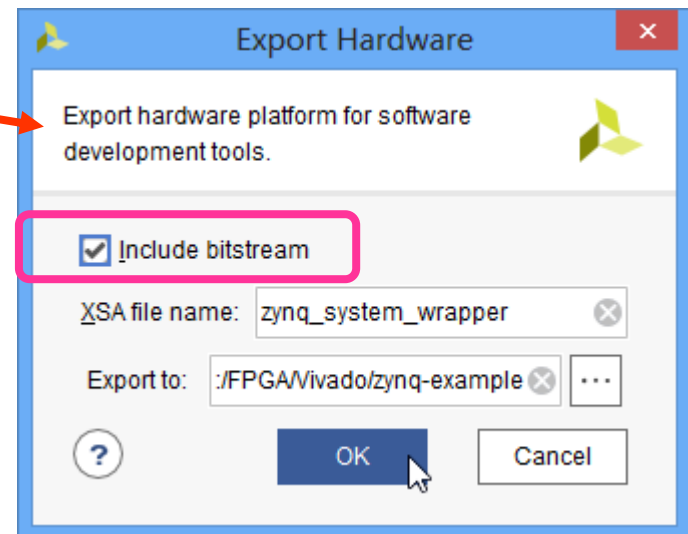 Export Hardware
Export hardware platform for software
development tools.
Include bitstream
XSA file name: zynq_system_wrapper
Export to: :/FPGA/Vivado/zynq-example ...
? OK Cancel